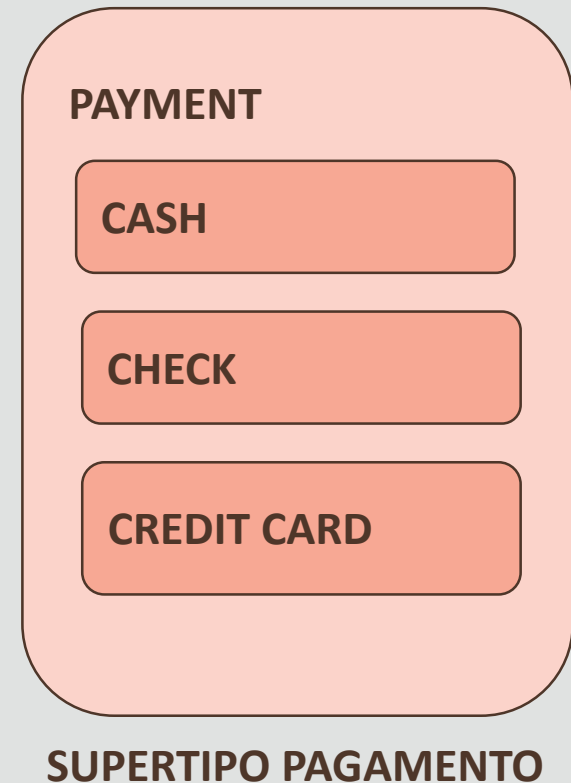 PAYMENT
CASH
CHECK
CREDIT CARD
SUPERTIPO PAGAMENTO